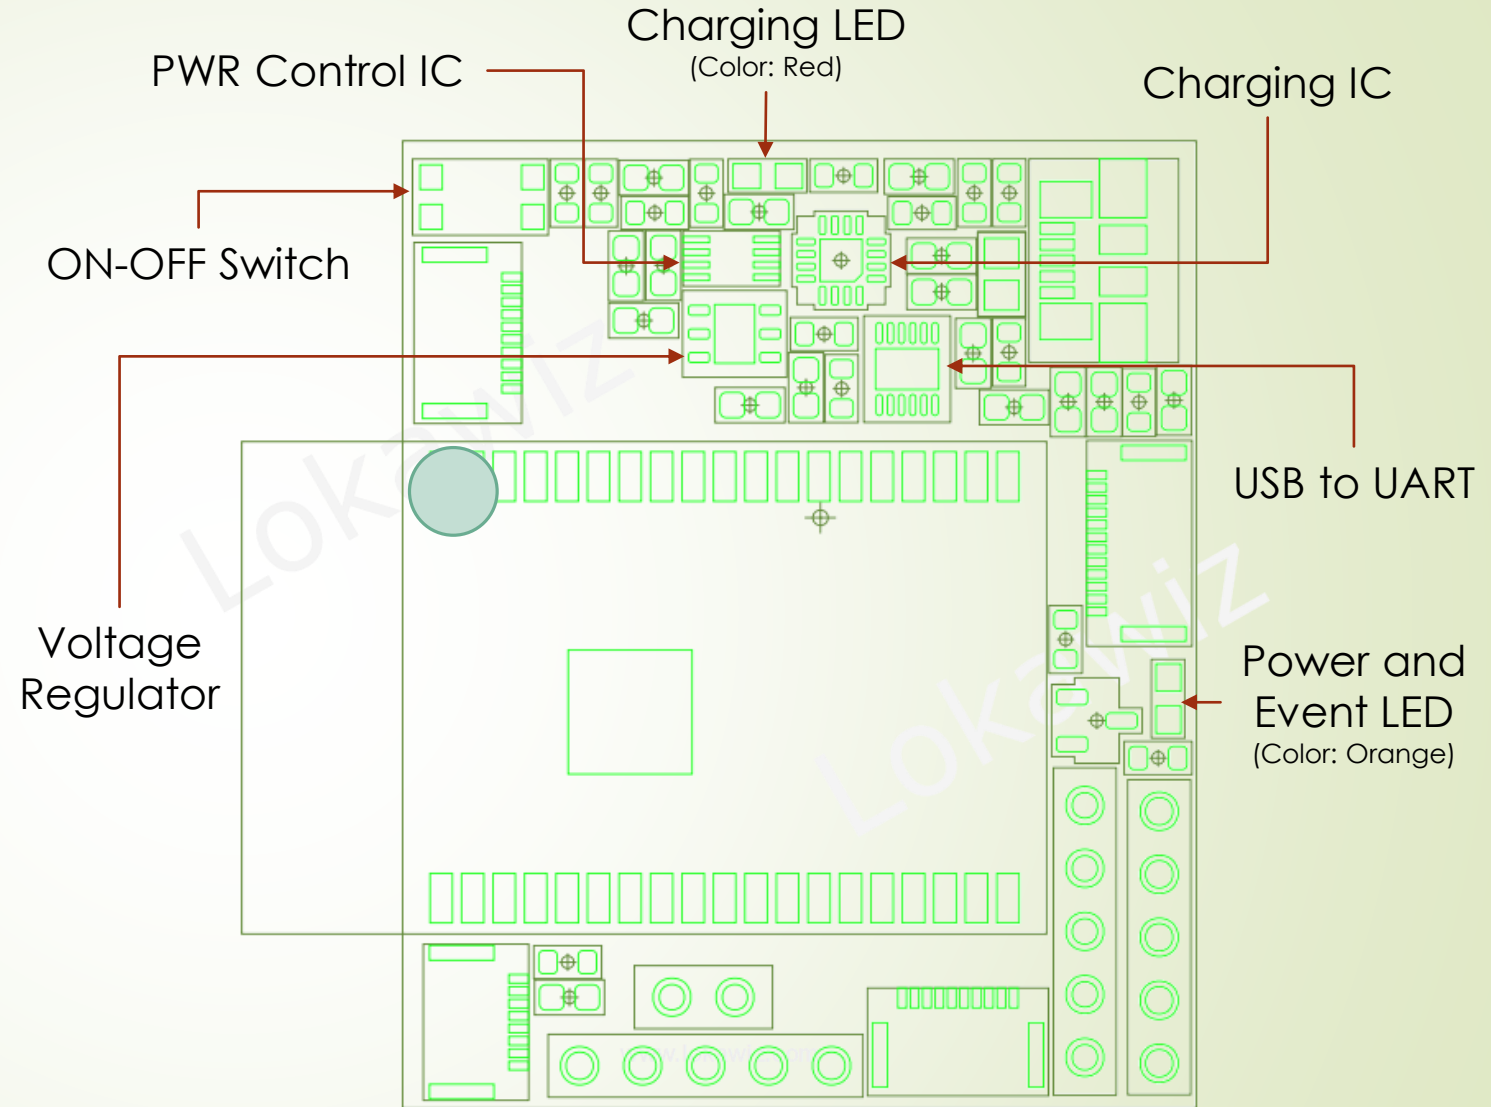 Charging LED
(Color: Red)
PWR Control IC
Charging IC
ON-OFF Switch
USB to UART
Voltage
Regulator
Power and
Event LED
(Color: Orange)
Lokawiz
Lokawiz